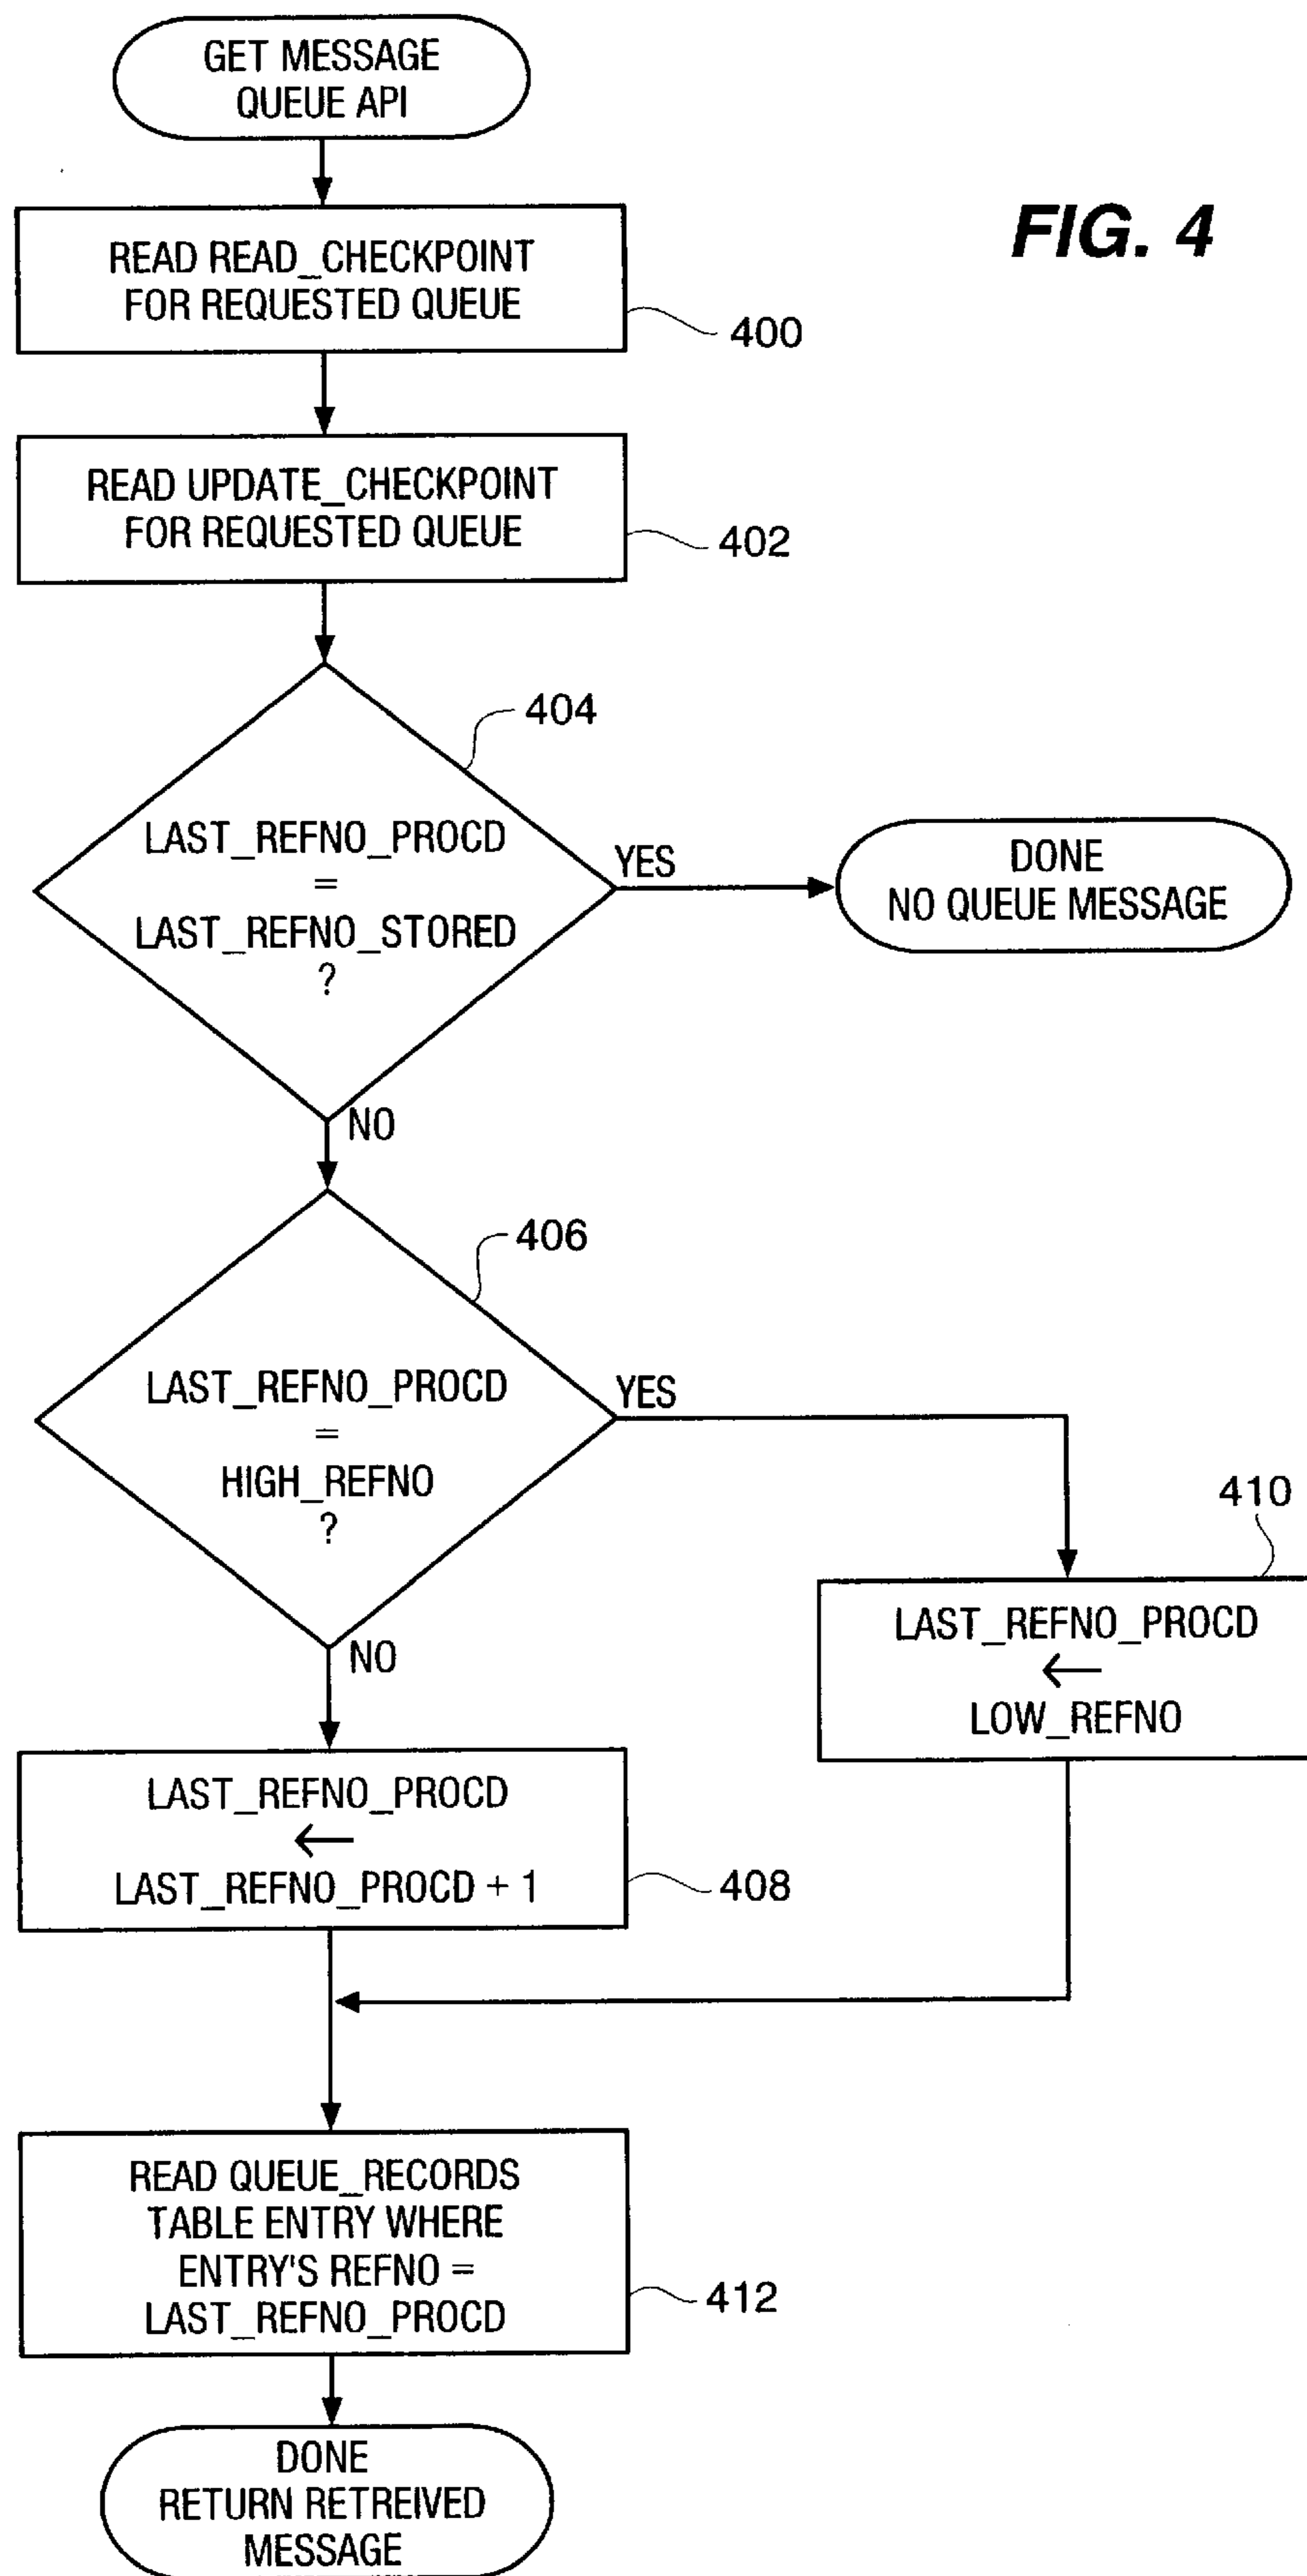 GET MESSAGE
QUEUE API
FIG. 4
READ READ_CHECKPOINT
FOR REQUESTED QUEUE
400
READ UPDATE_CHECKPOINT
FOR REQUESTED QUEUE
402
404
LAST_REFNO_PROCD
=
LAST_REFNO_STORED
?
YES
DONE
NO QUEUE MESSAGE
NO
406
LAST_REFNO_PROCD
=
HIGH_REFNO
?
YES
410
LAST_REFNO_PROCD
←
LOW_REFNO
NO
LAST_REFNO_PROCD
←
LAST_REFNO_PROCD + 1
408
READ QUEUE_RECORDS
TABLE ENTRY WHERE
ENTRY'S REFNO =
LAST_REFNO_PROCD
412
DONE
RETURN RETREIVED
MESSAGE